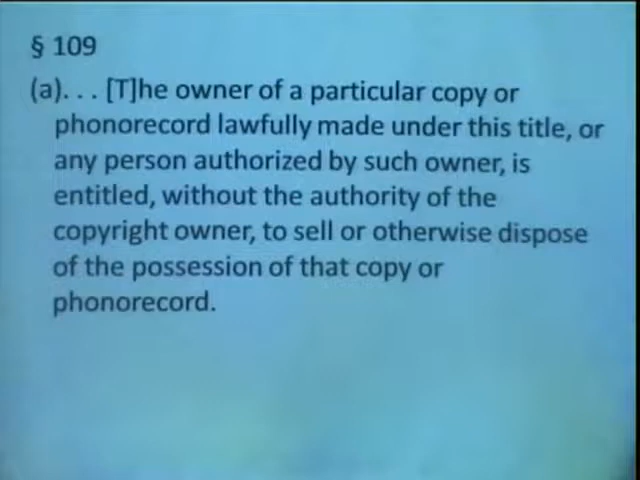 § 109
(a). . . [T]he owner of a particular copy or
phonorecord lawfully made under this title, or
any person authorized by such owner, is
entitled, without the authority of the
copyright owner, to sell or otherwise dispose
of the possession of that copy or
phonorecord.